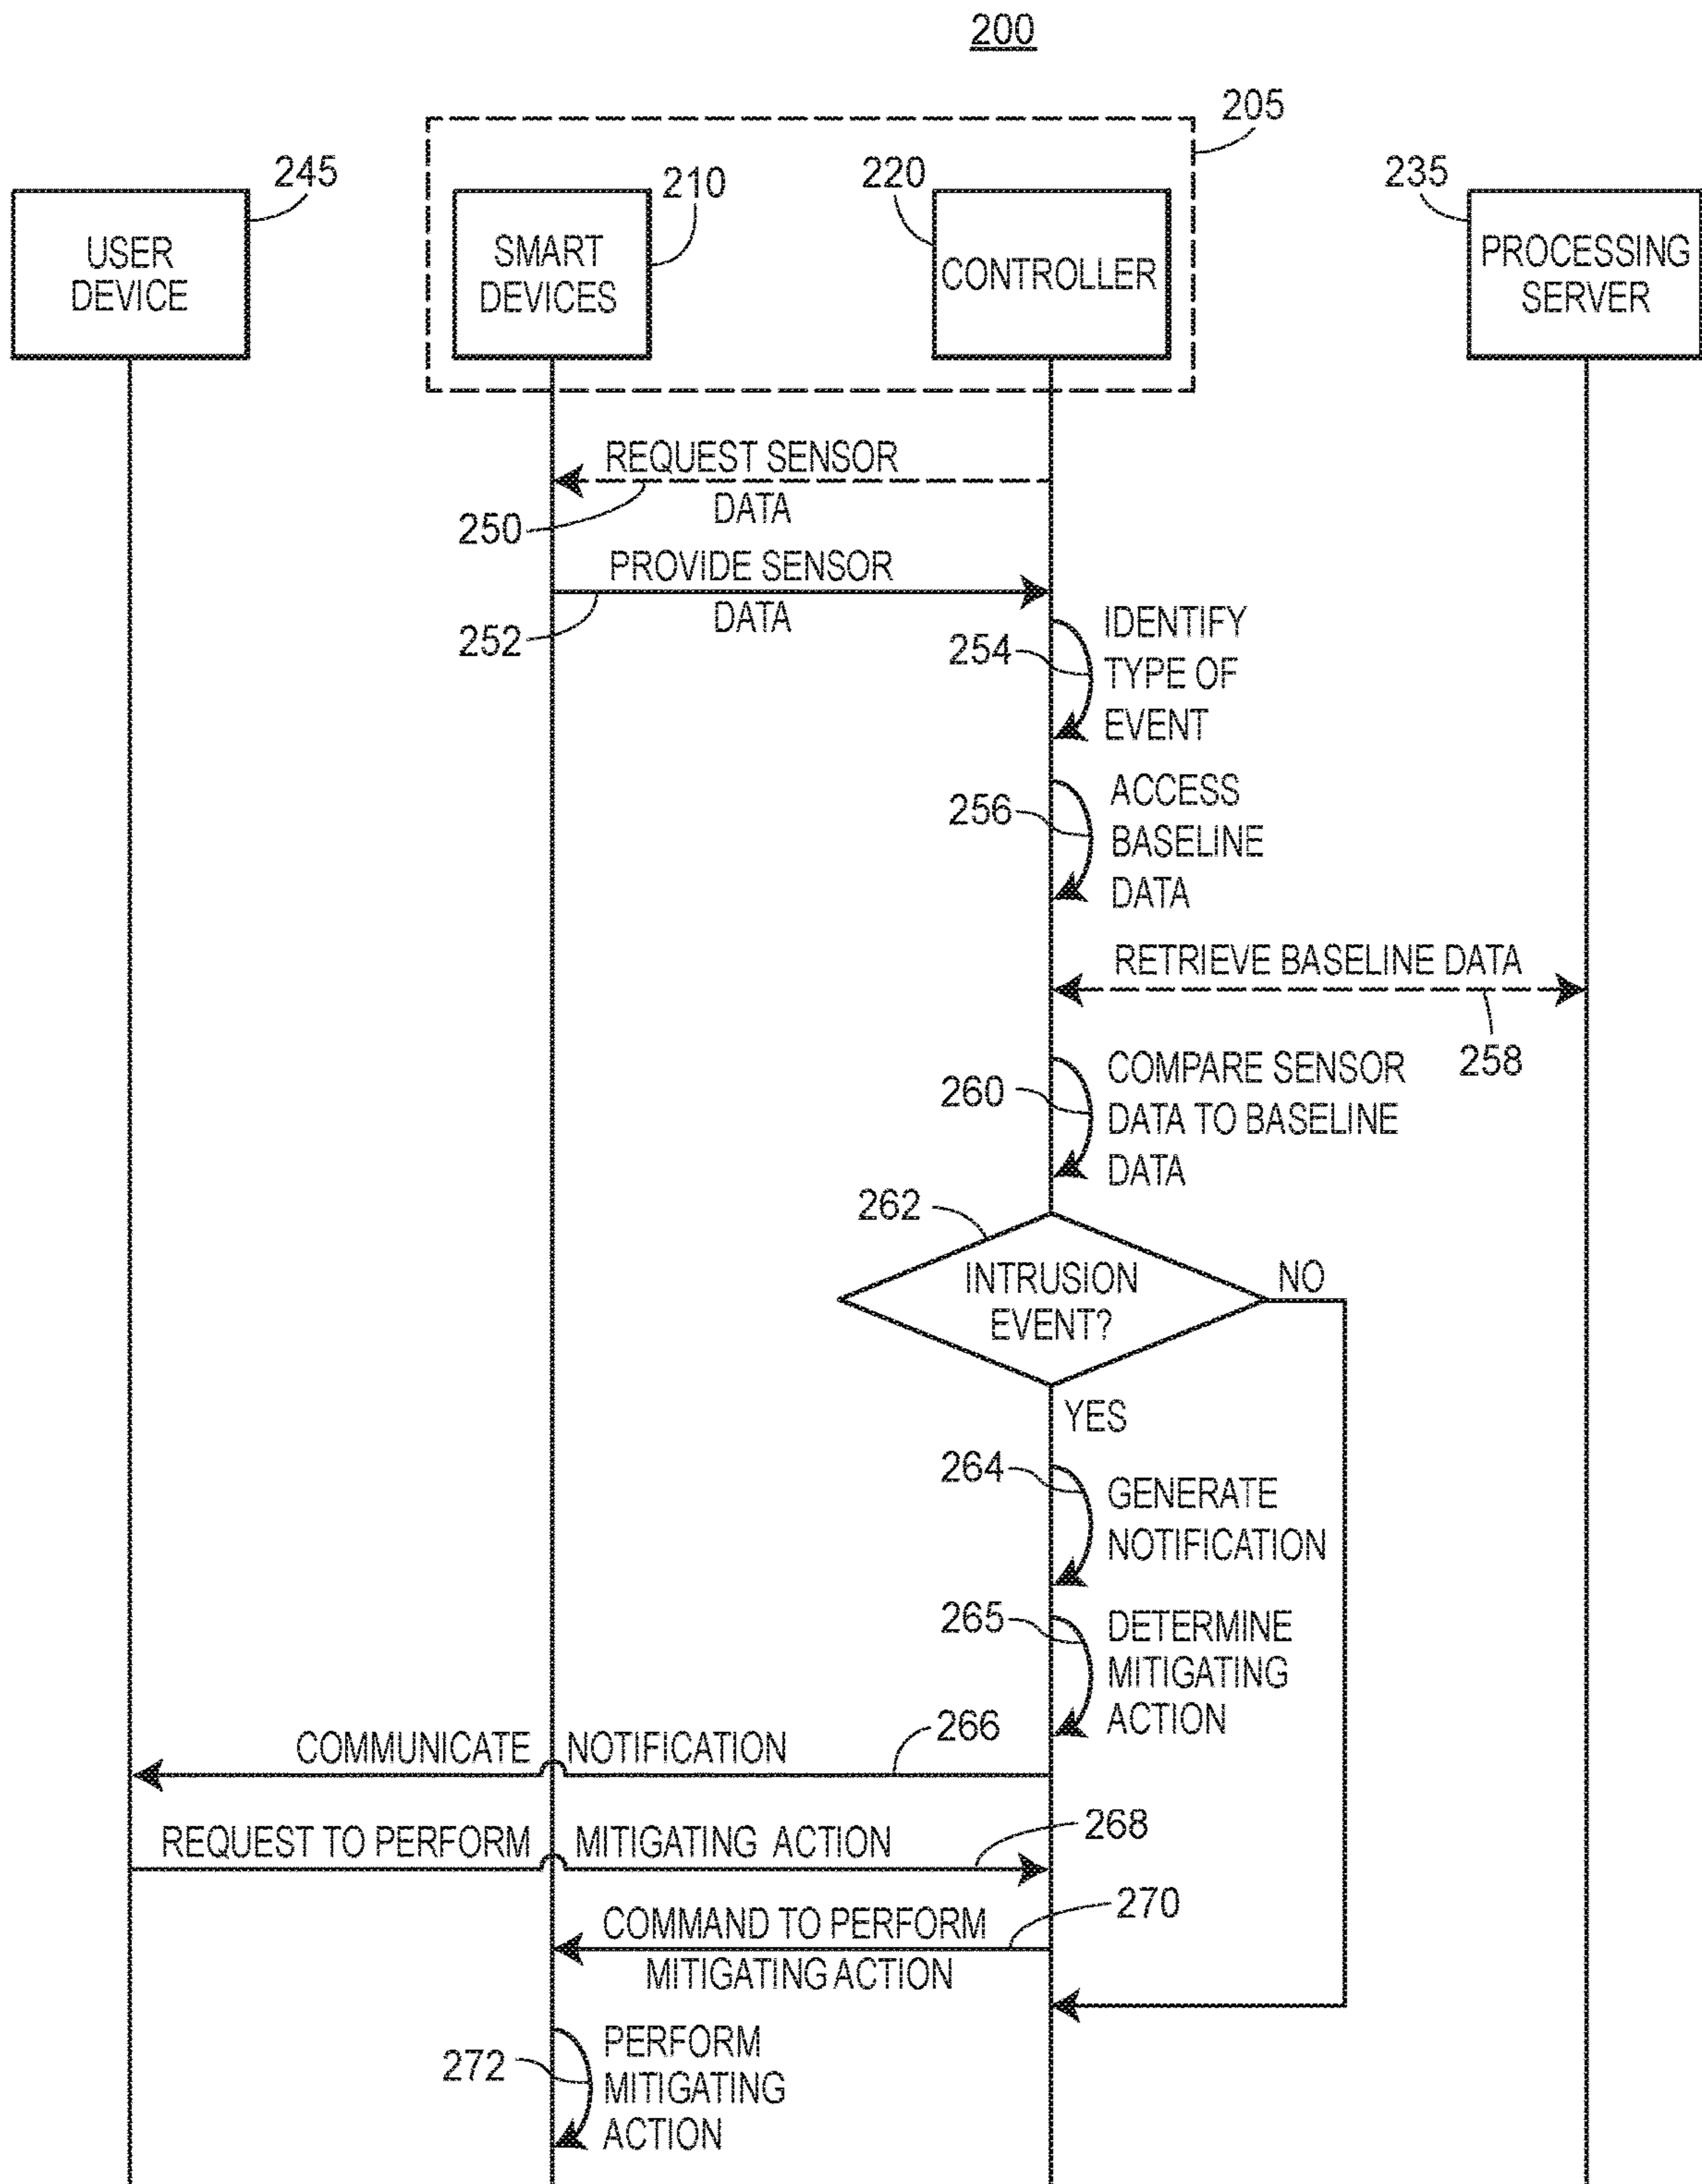 200
205
245
210
220
235
USER
DEVICE
SMART
DEVICES
CONTROLLER
PROCESSING
SERVER
REQUEST SENSOR
DATA
250
PROVIDE SENSOR
DATA
252
IDENTIFY
TYPE OF
EVENT
254
ACCESS
BASELINE
DATA
256
RETRIEVE BASELINE DATA
258
COMPARE SENSOR
DATA TO BASELINE
DATA
260
262
INTRUSION
EVENT?
NO
YES
264
GENERATE
NOTIFICATION
265
DETERMINE
MITIGATING
ACTION
COMMUNICATE NOTIFICATION
266
REQUEST TO PERFORM MITIGATING ACTION
268
COMMAND TO PERFORM
MITIGATING ACTION
270
272
PERFORM
MITIGATING
ACTION